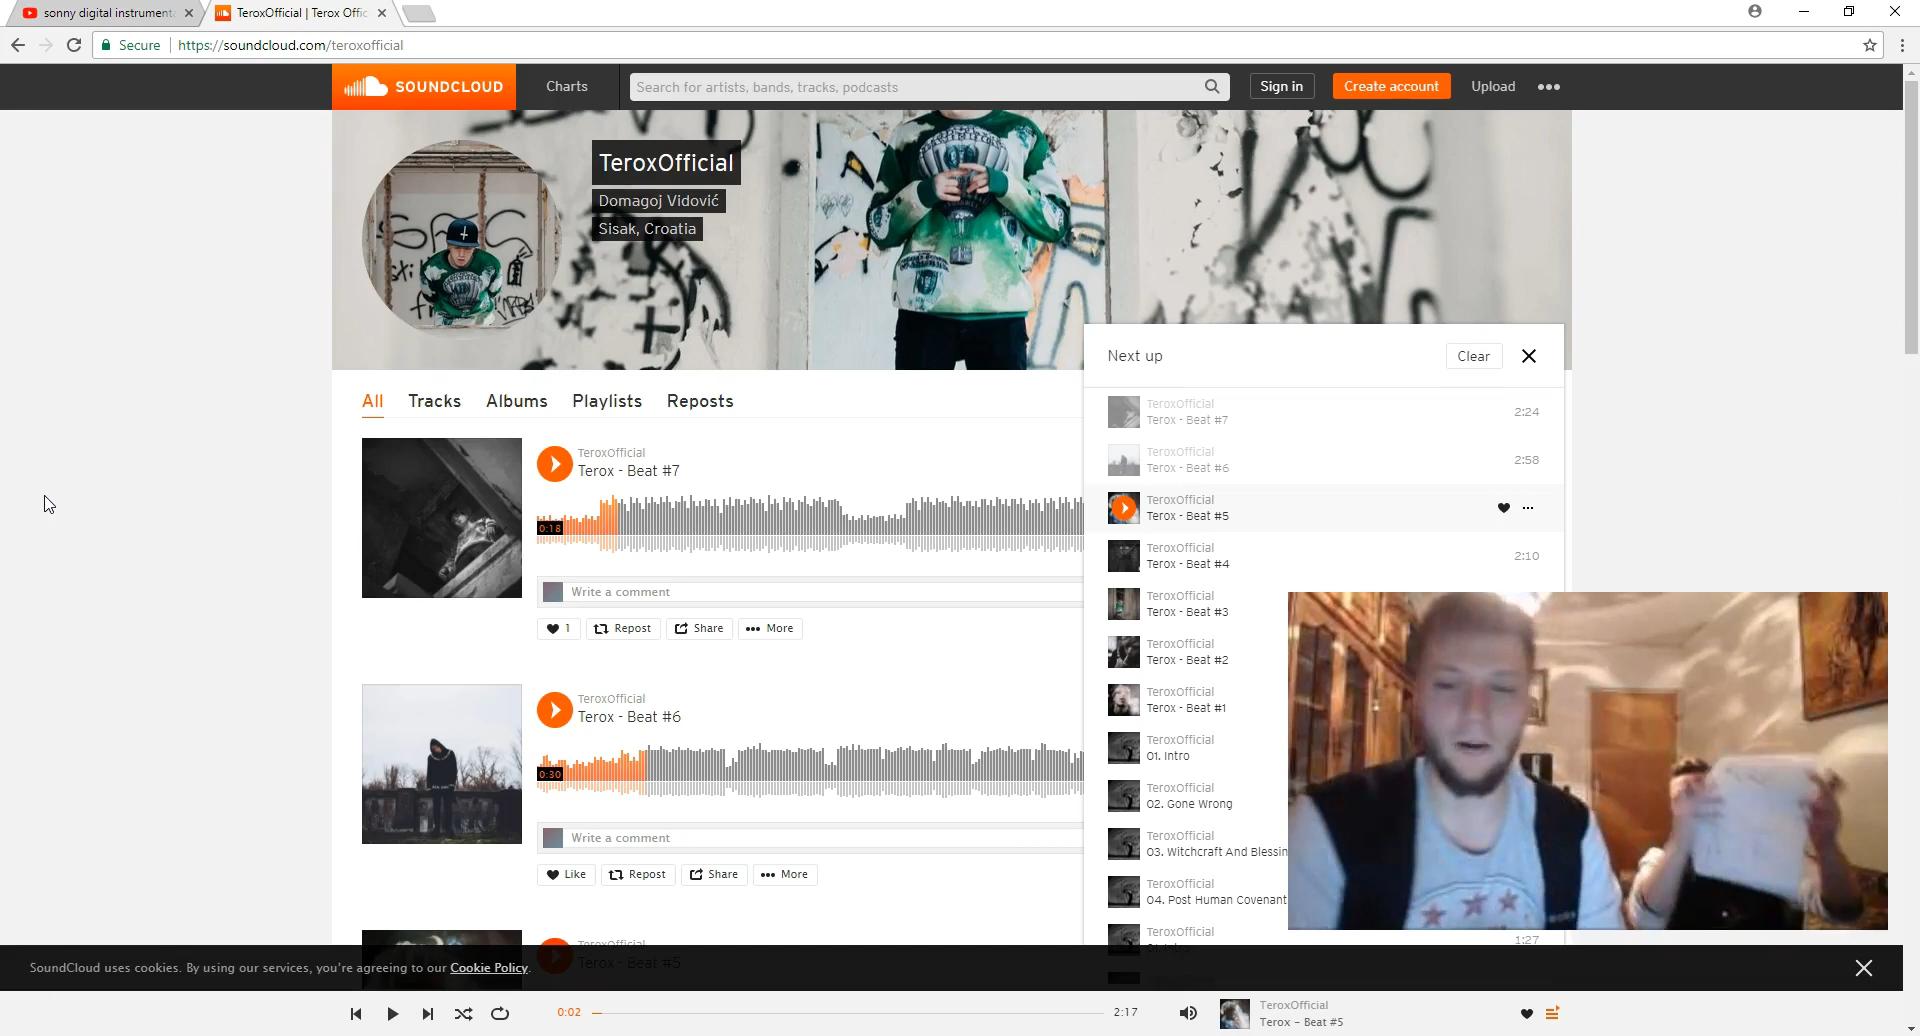 sonny digital instrument
TeroxOfficial | Terox Offic
Secure
https://soundcloud.com/teroxofficial
SOUNDCLOUD
Charts
Search for artists, bands, tracks, podcasts
Sign in
Create account
Upload
TeroxOfficial
Domagoj Vidović
Sisak, Croatia
All
Tracks
Albums
Playlists
Reposts
TeroxOfficial
Terox - Beat #7
0:18
Write a comment
1
Repost
Share
More
TeroxOfficial
Terox - Beat #6
0:30
Write a comment
Like
Repost
Share
More
TeroxOfficial
Terox - Beat #5
Next up
Clear
TeroxOfficial
Terox - Beat #7
2:24
TeroxOfficial
Terox - Beat #6
2:58
TeroxOfficial
Terox - Beat #5
TeroxOfficial
Terox - Beat #4
2:10
TeroxOfficial
Terox - Beat #3
TeroxOfficial
Terox - Beat #2
TeroxOfficial
Terox - Beat #1
TeroxOfficial
01. Intro
TeroxOfficial
02. Gone Wrong
TeroxOfficial
03. Witchcraft And Blessin
TeroxOfficial
04. Post Human Covenant
TeroxOfficial
1:27
SoundCloud uses cookies. By using our services, you're agreeing to our Cookie Policy.
0:02
2:17
TeroxOfficial
Terox - Beat #5